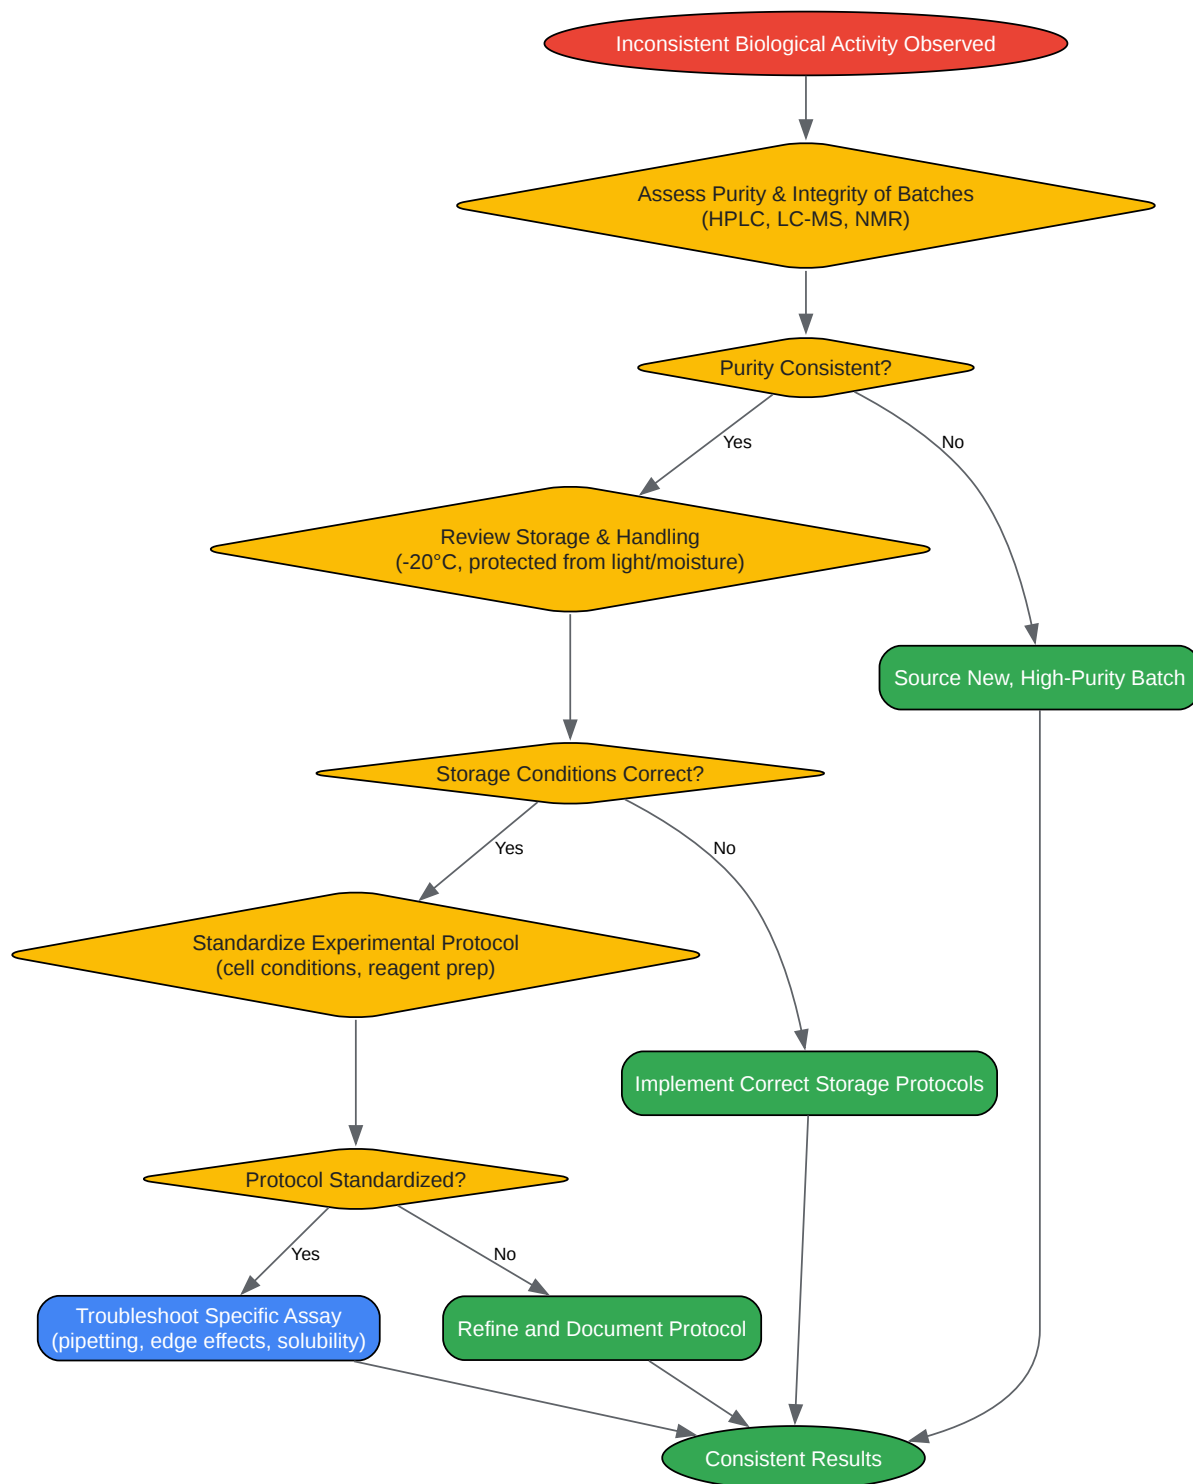 Inconsistent Biological Activity Observed
Assess Purity & Integrity of Batches
(HPLC, LC-MS, NMR)
Purity Consistent?
Yes
No
Review Storage & Handling
(-20°C, protected from light/moisture)
Source New, High-Purity Batch
Storage Conditions Correct?
Yes
No
Standardize Experimental Protocol
(cell conditions, reagent prep)
Implement Correct Storage Protocols
Protocol Standardized?
Yes
No
Troubleshoot Specific Assay
(pipetting, edge effects, solubility)
Refine and Document Protocol
Consistent Results